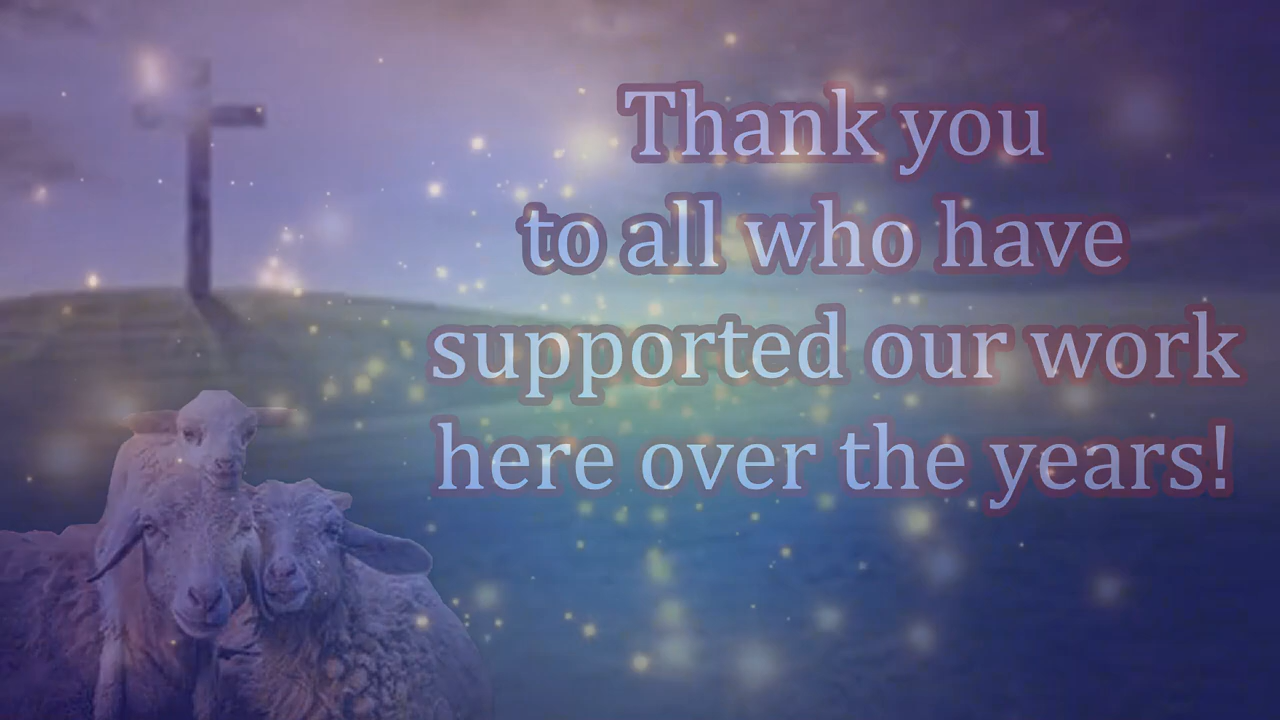 Thank you
to all who have
supported our work
here over the years!